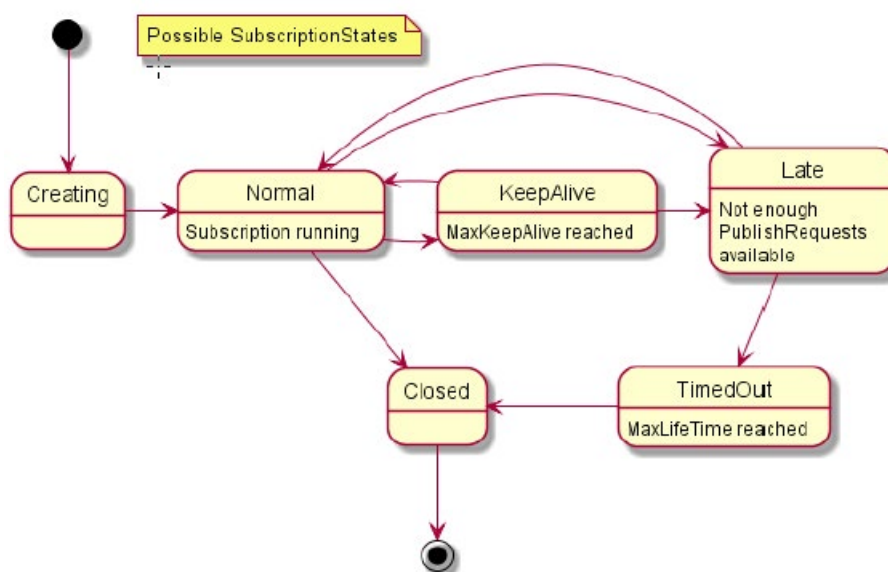 Possible SubscriptionStates
Creating
Normal
Subscription running
KeepAlive
MaxKeepAlive reached
Late
Not enough
PublishRequests
available
Closed
TimedOut
MaxLifeTime reached